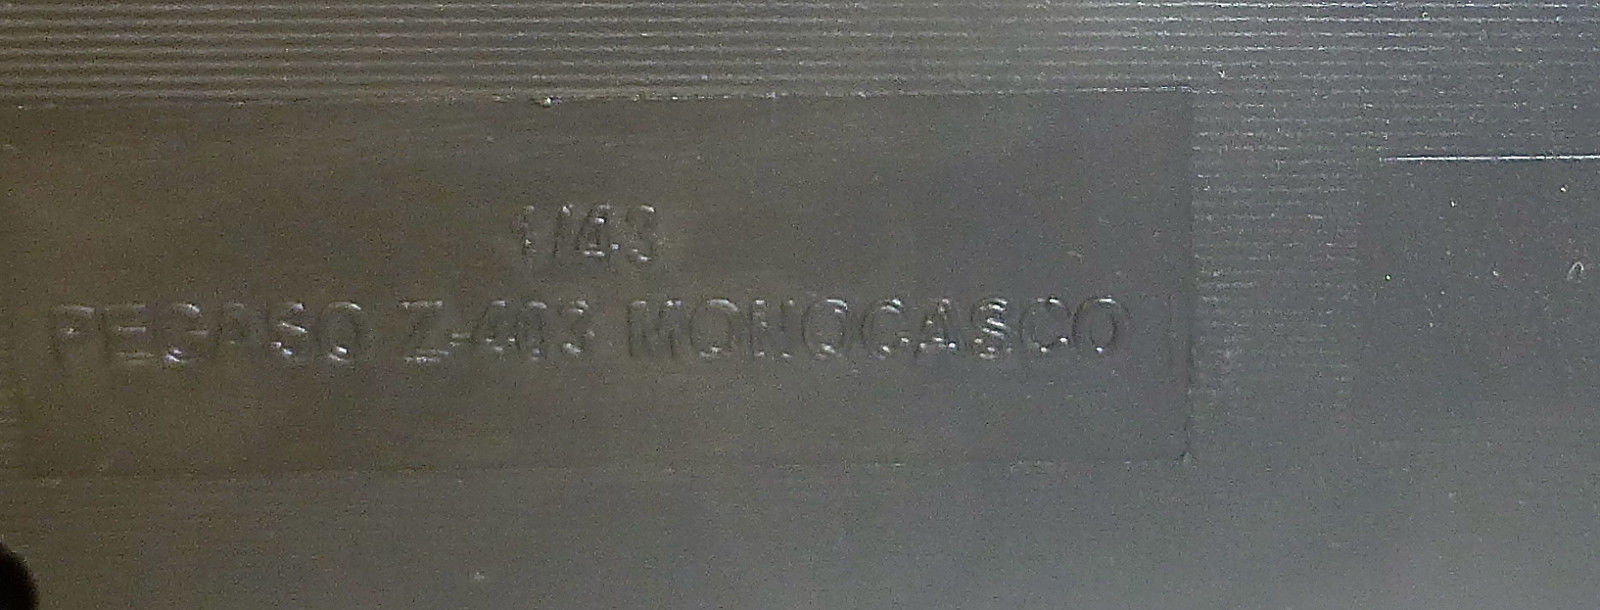 1/43
PEGASO Z-403 MONOCASCO